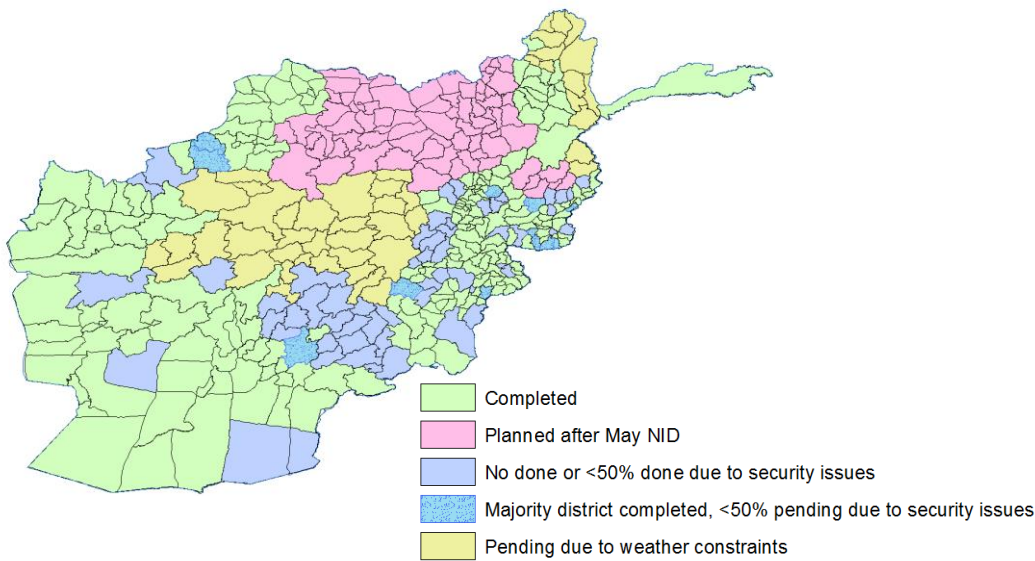 Completed
Planned after May NID
No done or <50% done due to security issues
Majority district completed, <50% pending due to security issues
Pending due to weather constraints